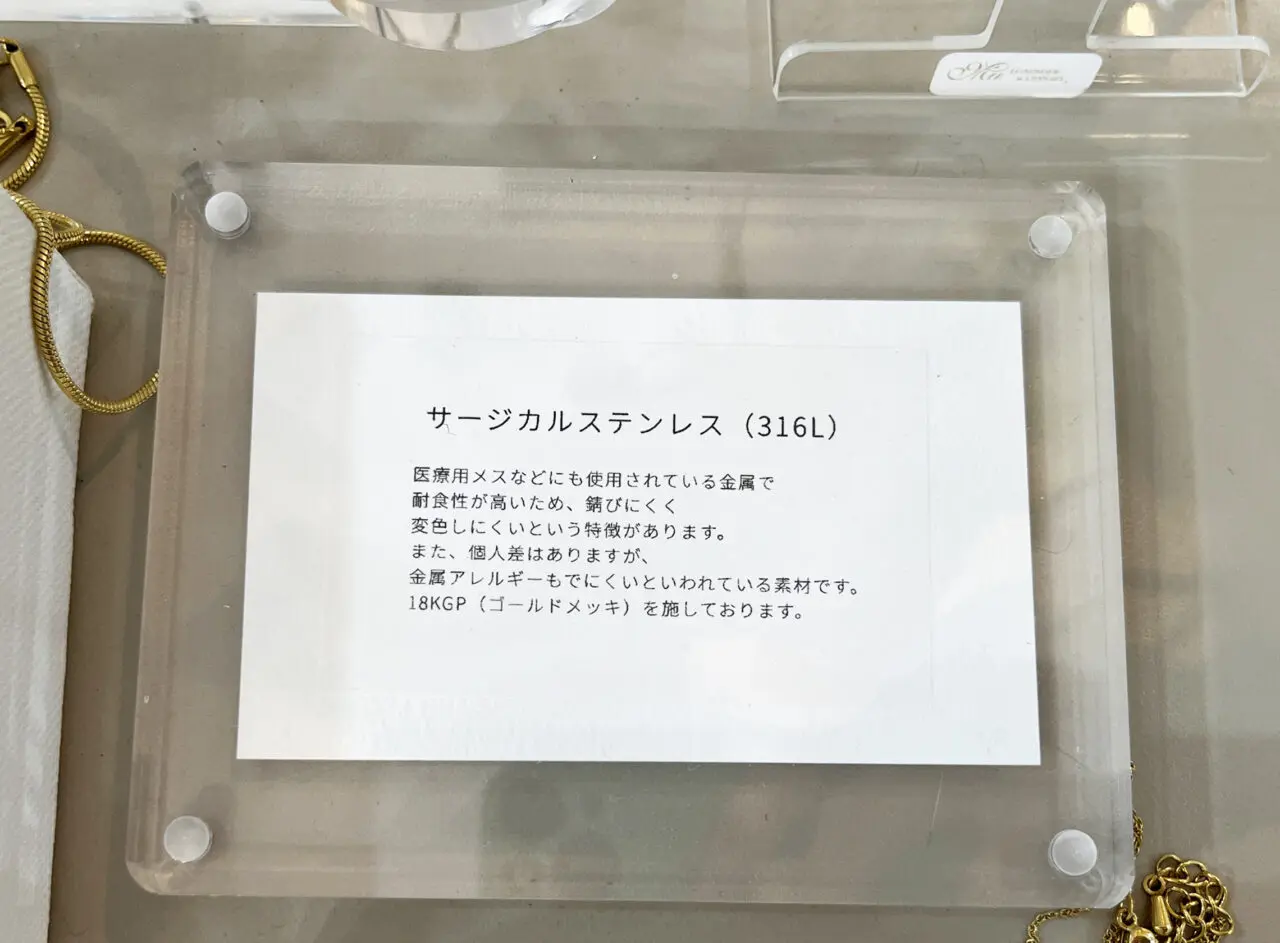 サージカルステンレス（316L）
医療用メスなどにも使用されている金属で
耐食性が高いため、錆びにくく
変色しにくいという特徴があります。
また、個人差はありますが、
金属アレルギーもでにくいといわれている素材です。
18KGP（ゴールドメッキ）を施しております。